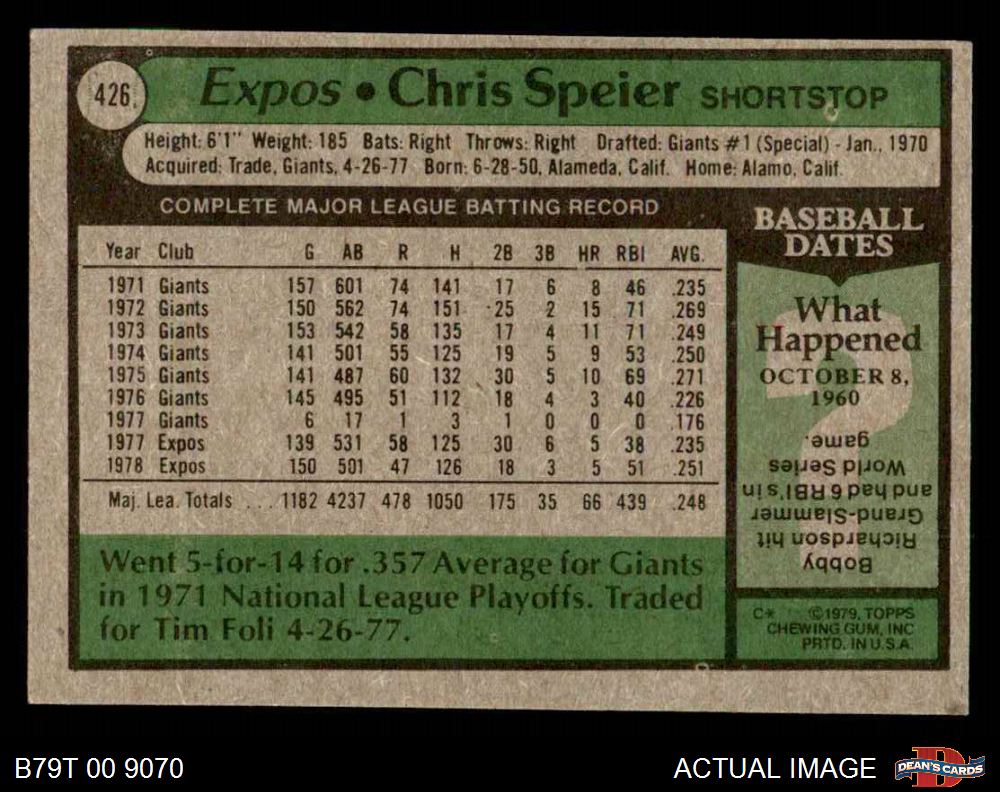 426
Expos • Chris Speier SHORTSTOP
Height: 6'1" Weight: 185 Bats: Right Throws: Right Drafted: Giants #1 (Special) - Jan., 1970
Acquired: Trade, Giants, 4-26-77 Born: 6-28-50, Alameda, Calif. Home: Alamo, Calif.
COMPLETE MAJOR LEAGUE BATTING RECORD
Year Club G AB R H 2B 3B HR RBI AVG.
1971 Giants 157 601 74 141 17 6 8 46 .235
1972 Giants 150 562 74 151 25 2 15 71 .269
1973 Giants 153 542 58 135 17 4 11 71 .249
1974 Giants 141 501 55 125 19 5 9 53 .250
1975 Giants 141 487 60 132 30 5 10 69 .271
1976 Giants 145 495 51 112 18 4 3 40 .226
1977 Giants 6 17 1 3 1 0 0 0 .176
1977 Expos 139 531 58 125 30 6 5 38 .235
1978 Expos 150 501 47 126 18 3 5 51 .251
Maj. Lea. Totals ... 1182 4237 478 1050 175 35 66 439 .248
Went 5-for-14 for .357 Average for Giants
in 1971 National League Playoffs. Traded
for Tim Foli 4-26-77.
BASEBALL
DATES
What
Happened
OCTOBER 8,
1960
?
Bobby
Richardson hit
Grand-Slammer
and had 6 RBI's in
World Series
game.
C* ©1979, TOPPS
CHEWING GUM, INC
PRTD. IN U.S.A.
B79T 00 9070
ACTUAL IMAGE
D
DEAN'S CARDS